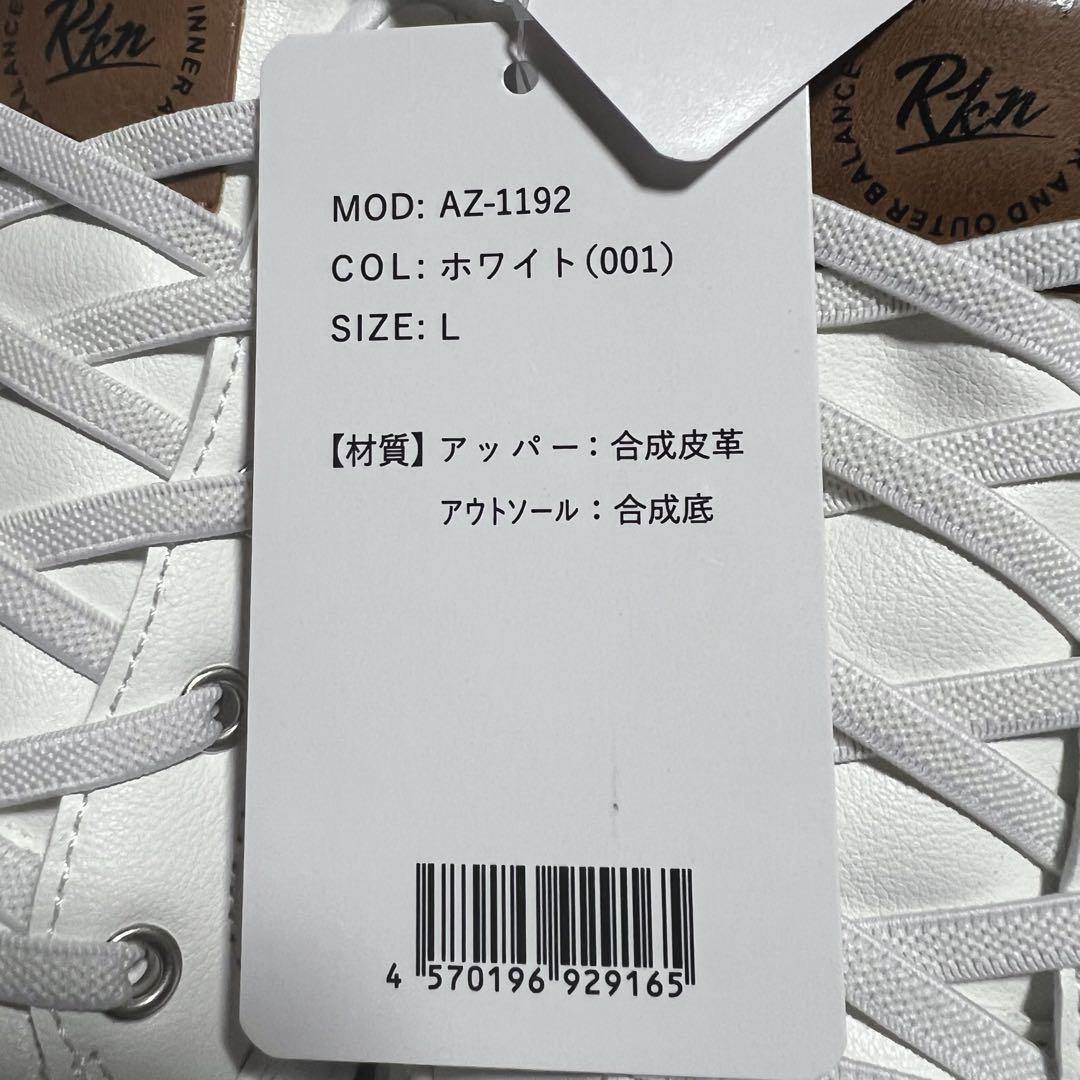 Rkn
INNER A
BALANCE
Rkn
R AND OUTER BALANCE
MOD: AZ-1192
COL: ホワイト(001)
SIZE: L
【材質】アッパー：合成皮革
アウトソール：合成底
4 570196 929165